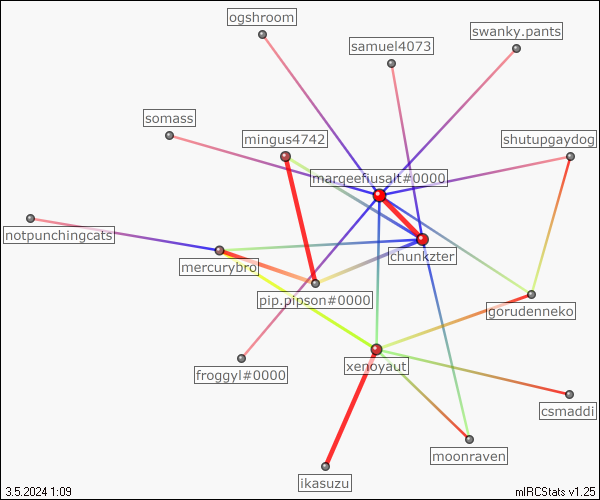 ogshroom
swanky.pants
samuel4073
somass
mingus4742
shutupgaydog
margeefiusalt#0000
notpunchingcats
chunkzter
mercurybro
pip.pipson#0000
gorudenneko
xenoyaut
froggyl#0000
csmaddi
moonraven
ikasuzu
3.5.2024 1:09
mIRCStats v1.25